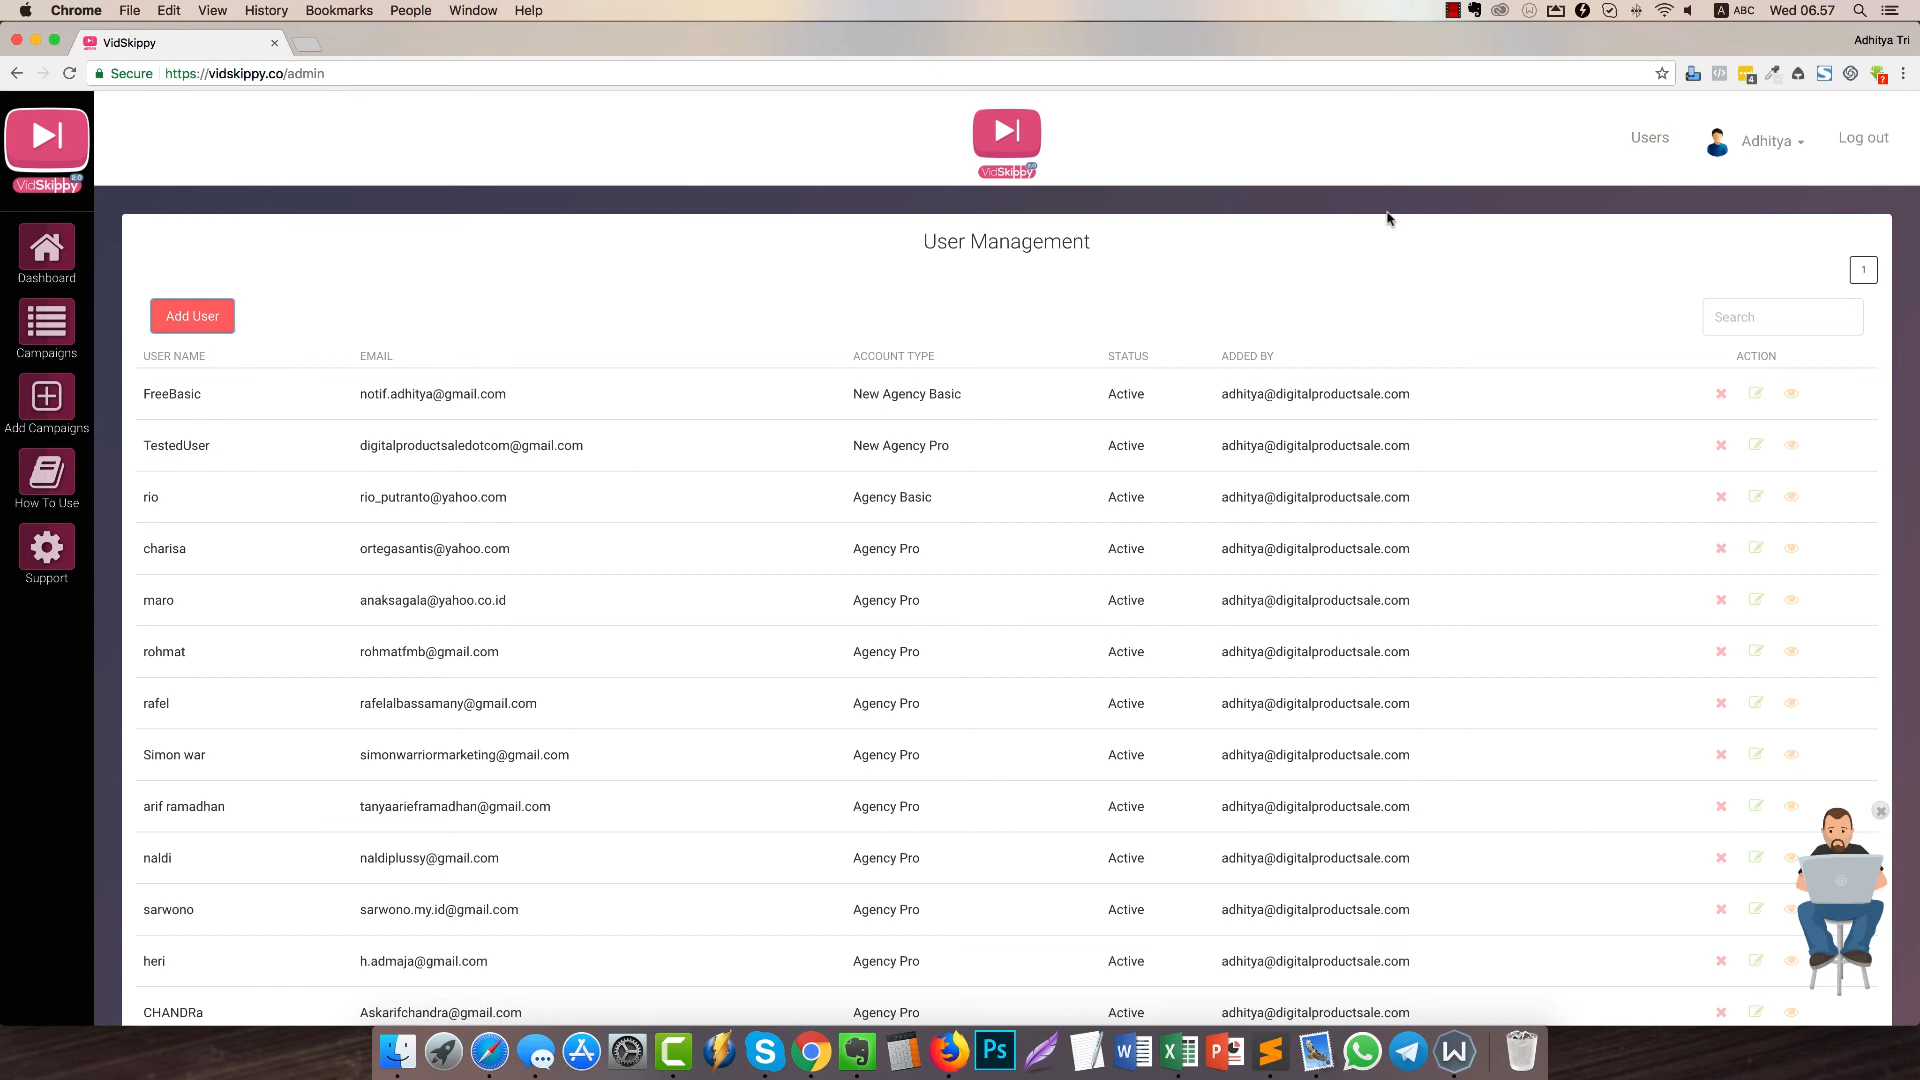 Chrome File Edit View History Bookmarks People Window Help ABC Wed 06.57
VidSkippy Adhitya Tri
Secure https://vidskippy.co/admin
VidSkippy 2.0
VidSkippy 2.0
Users Adhitya Log out
Dashboard
Campaigns
Add Campaigns
How To Use
Support
User Management
1
Add User Search
USER NAME EMAIL ACCOUNT TYPE STATUS ADDED BY ACTION
FreeBasic notif.adhitya@gmail.com New Agency Basic Active adhitya@digitalproductsale.com
TestedUser digitalproductsaledotcom@gmail.com New Agency Pro Active adhitya@digitalproductsale.com
rio rio_putranto@yahoo.com Agency Basic Active adhitya@digitalproductsale.com
charisa ortegasantis@yahoo.com Agency Pro Active adhitya@digitalproductsale.com
maro anaksagala@yahoo.co.id Agency Pro Active adhitya@digitalproductsale.com
rohmat rohmatfmb@gmail.com Agency Pro Active adhitya@digitalproductsale.com
rafel rafelalbassamany@gmail.com Agency Pro Active adhitya@digitalproductsale.com
Simon war simonwarriormarketing@gmail.com Agency Pro Active adhitya@digitalproductsale.com
arif ramadhan tanyaarieframadhan@gmail.com Agency Pro Active adhitya@digitalproductsale.com
naldi naldiplussy@gmail.com Agency Pro Active adhitya@digitalproductsale.com
sarwono sarwono.my.id@gmail.com Agency Pro Active adhitya@digitalproductsale.com
heri h.admaja@gmail.com Agency Pro Active adhitya@digitalproductsale.com
CHANDRa Askarifchandra@gmail.com Agency Pro Active adhitya@digitalproductsale.com